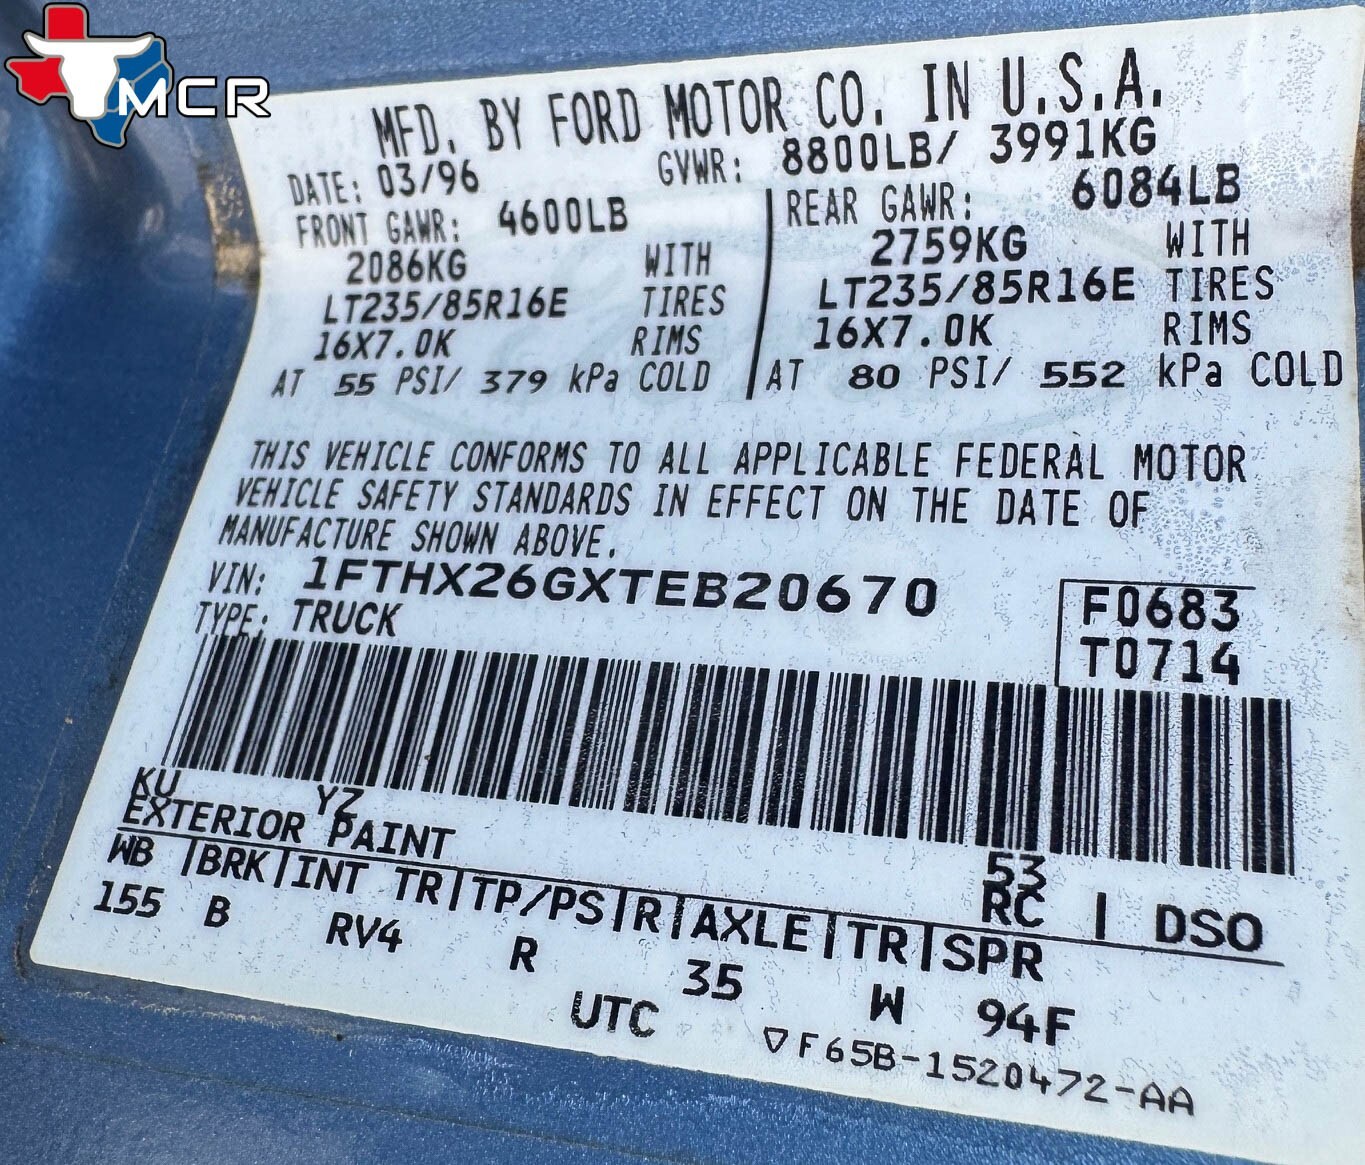 MCR
MFD. BY FORD MOTOR CO. IN U.S.A.
DATE: 03/96 GVWR: 8800LB/ 3991KG
FRONT GAWR: 4600LB REAR GAWR: 6084LB
2086KG WITH 2759KG WITH
LT235/85R16E TIRES LT235/85R16E TIRES
16X7.0K RIMS 16X7.0K RIMS
AT 55 PSI/ 379 kPa COLD AT 80 PSI/ 552 kPa COLD
THIS VEHICLE CONFORMS TO ALL APPLICABLE FEDERAL MOTOR
VEHICLE SAFETY STANDARDS IN EFFECT ON THE DATE OF
MANUFACTURE SHOWN ABOVE.
VIN: 1FTHX26GXTEB20670 F0683
TYPE: TRUCK T0714
KU YZ 53
EXTERIOR PAINT RC | DSO
WB |BRK|INT TR|TP/PS|R|AXLE|TR|SPR
155 B RV4 R 35 W 94F
UTC ▽F65B-1520472-AA